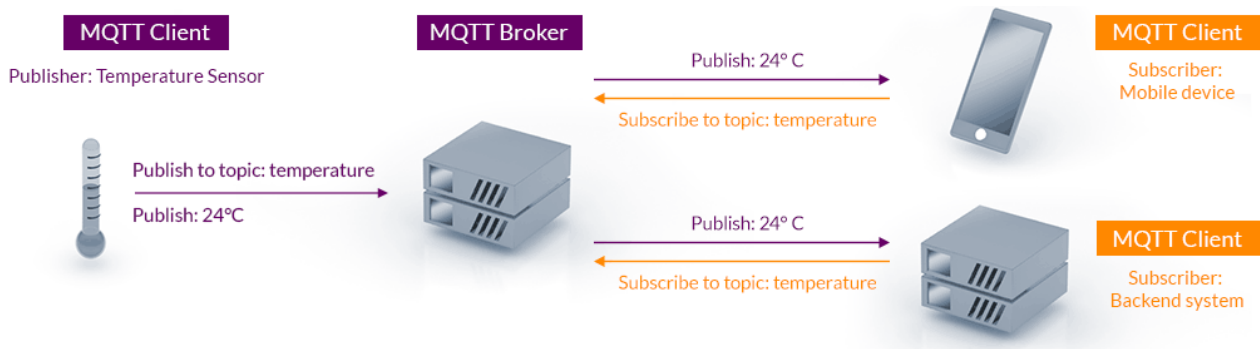 MQTT Client
Publisher: Temperature Sensor
Publish to topic: temperature
Publish: 24°C
MQTT Broker
Publish: 24° C
Subscribe to topic: temperature
MQTT Client
Subscriber:
Mobile device
Publish: 24° C
Subscribe to topic: temperature
MQTT Client
Subscriber:
Backend system